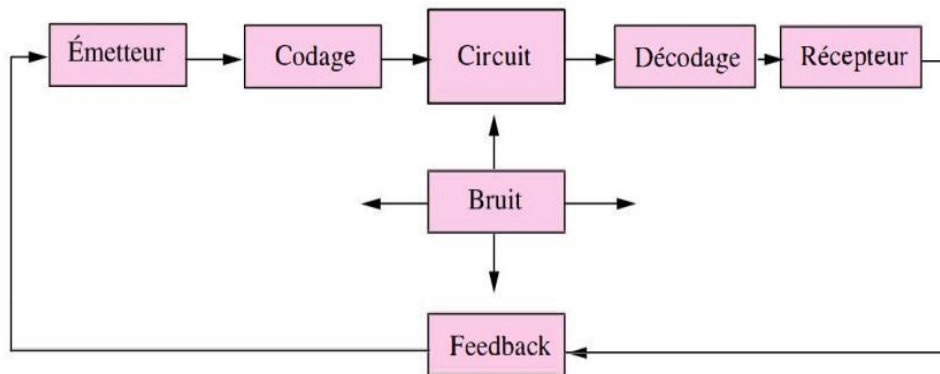 Émetteur
Codage
Circuit
Décodage
Récepteur
Bruit
Feedback